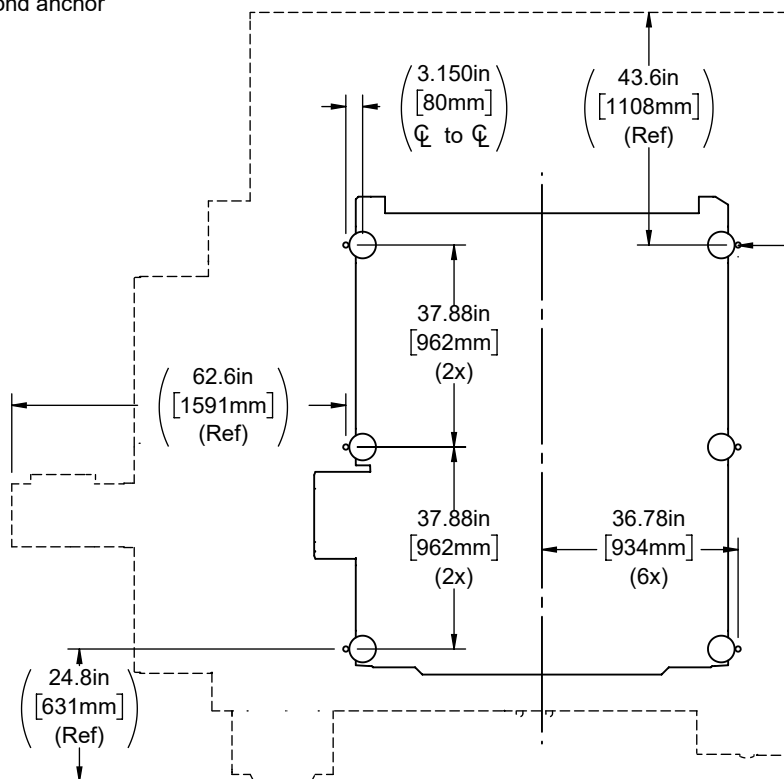 ond anchor
3.150in
[80mm]
℄ to ℄
43.6in
[1108mm]
(Ref)
37.88in
[962mm]
(2x)
62.6in
[1591mm]
(Ref)
37.88in
[962mm]
(2x)
36.78in
[934mm]
(6x)
24.8in
[631mm]
(Ref)